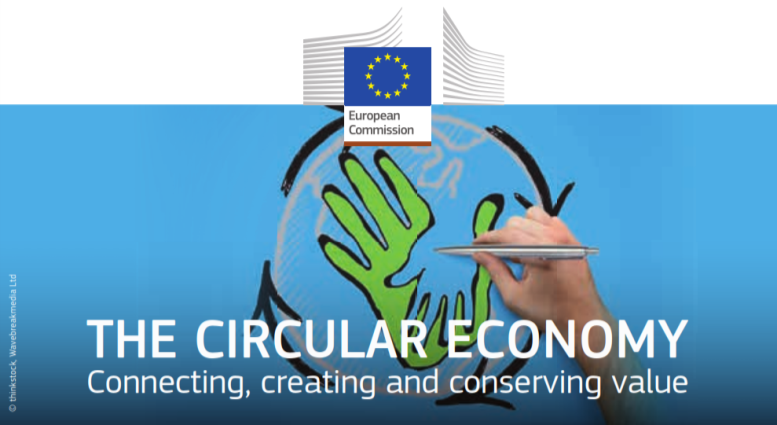 European
Commission
THE CIRCULAR ECONOMY
Connecting, creating and conserving value
© thinkstock, Wavebreakmedia Ltd